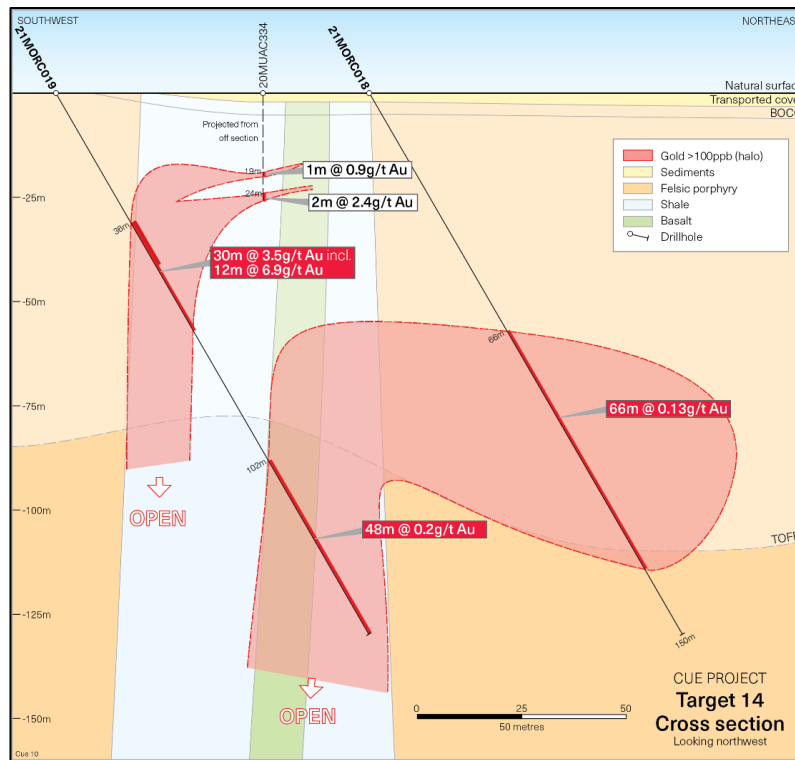 SOUTHWEST
NORTHEAS
21MORC019
20MUAC334
21MORC018
Natural surfac
Transported cove
BOCO
Projected from
off section
19m
1m @ 0.9g/t Au
24m
2m @ 2.4g/t Au
Gold >100ppb (halo)
Sediments
Felsic porphyry
Shale
Basalt
Drillhole
-25m
36m
30m @ 3.5g/t Au incl.
12m @ 6.9g/t Au
-50m
66m
-75m
66m @ 0.13g/t Au
102m
-100m
OPEN
48m @ 0.2g/t Au
TOFR
-125m
150m
CUE PROJECT
Target 14
Cross section
Looking northwest
OPEN
0
25
50
50 metres
-150m
Cue 10